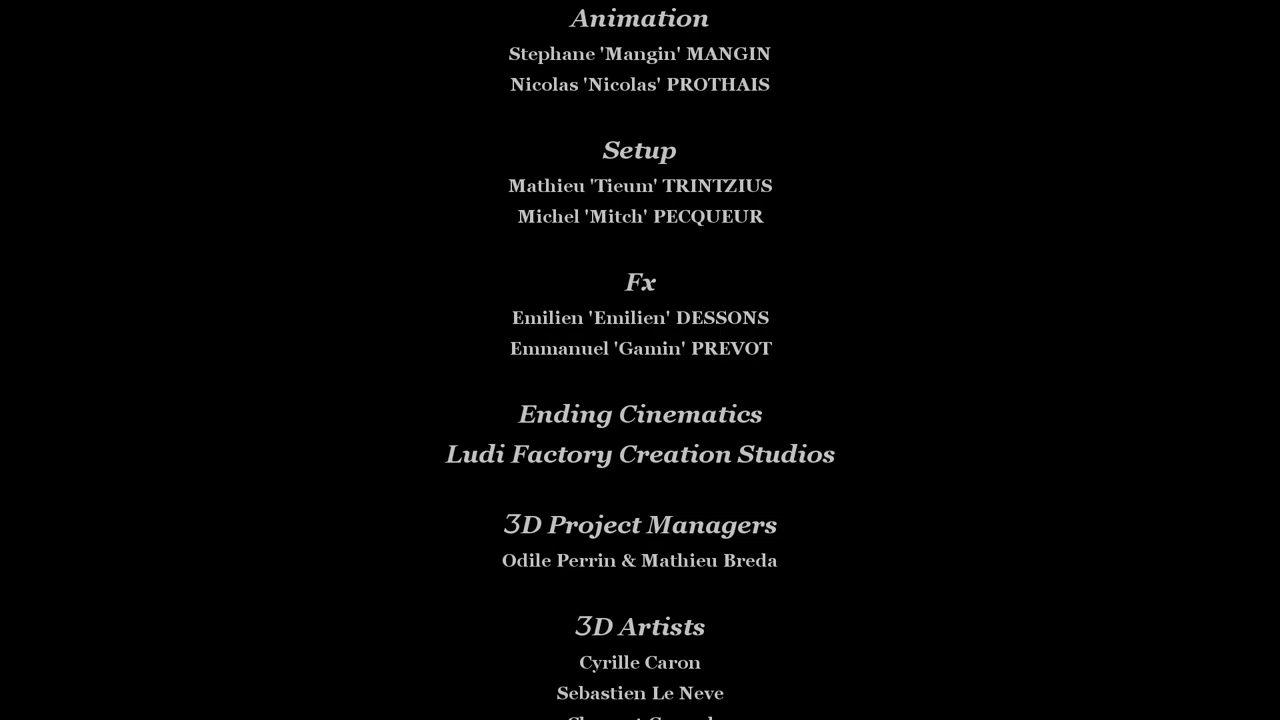 Animation
Stephane 'Mangin' MANGIN
Nicolas 'Nicolas' PROTHAIS
Setup
Mathieu 'Tieum' TRINTZIUS
Michel 'Mitch' PECQUEUR
Fx
Emilien 'Emilien' DESSONS
Emmanuel 'Gamin' PREVOT
Ending Cinematics
Ludi Factory Creation Studios
3D Project Managers
Odile Perrin & Mathieu Breda
3D Artists
Cyrille Caron
Sebastien Le Neve